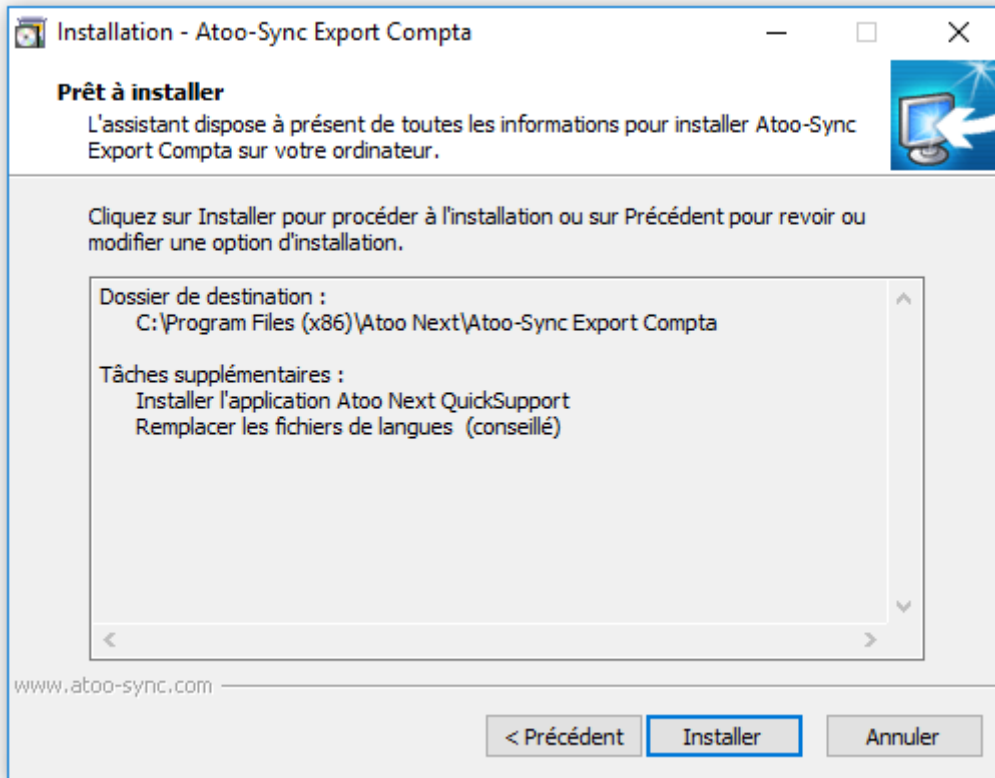 Installation - Atoo-Sync Export Compta
Prêt à installer
L'assistant dispose à présent de toutes les informations pour installer Atoo-Sync
Export Compta sur votre ordinateur.
Cliquez sur Installer pour procéder à l'installation ou sur Précédent pour revoir ou
modifier une option d'installation.
Dossier de destination :
C:\Program Files (x86)\Atoo Next\Atoo-Sync Export Compta
Tâches supplémentaires :
Installer l'application Atoo Next QuickSupport
Remplacer les fichiers de langues  (conseillé)
www.atoo-sync.com
< Précédent Installer Annuler